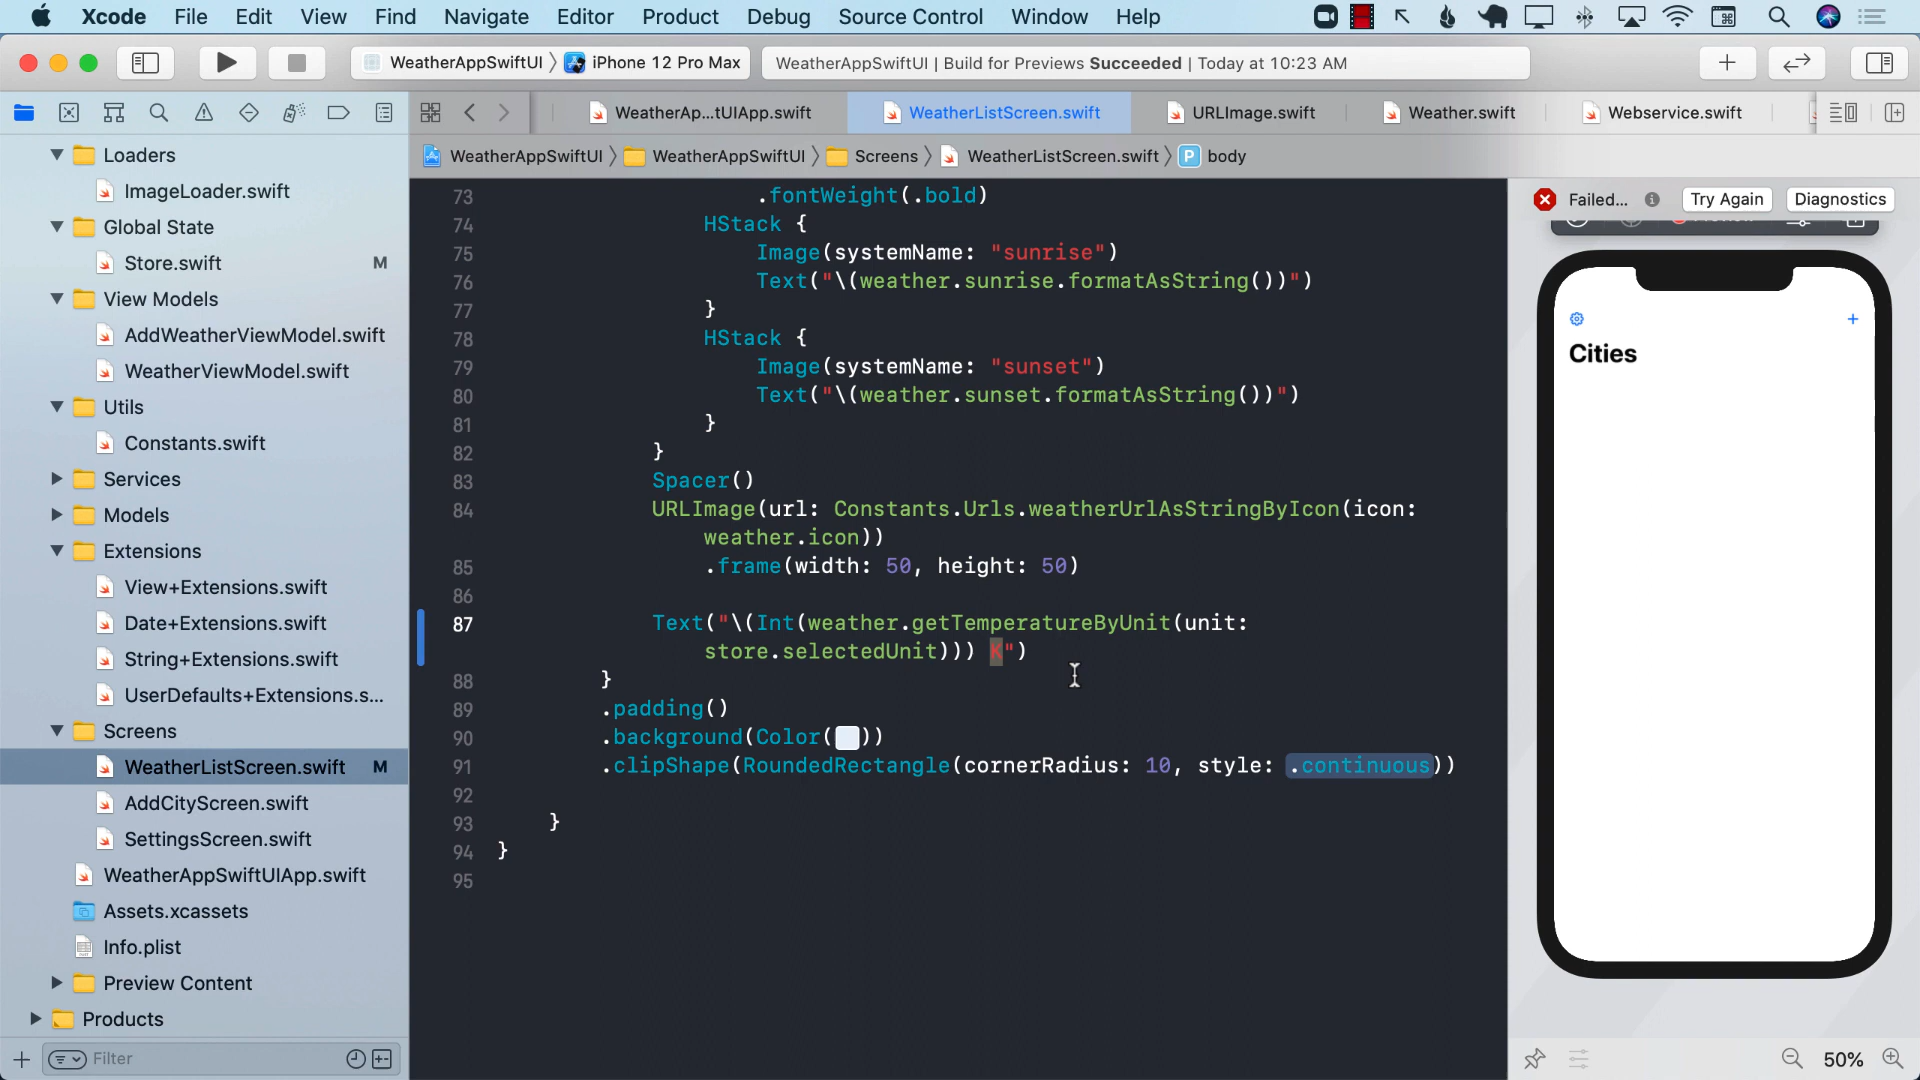 Xcode File Edit View Find Navigate Editor Product Debug Source Control Window Help
WeatherAppSwiftUI 〉 iPhone 12 Pro Max
WeatherAppSwiftUI | Build for Previews Succeeded | Today at 10:23 AM
WeatherAp...tUIApp.swift WeatherListScreen.swift URLImage.swift Weather.swift Webservice.swift
WeatherAppSwiftUI 〉 WeatherAppSwiftUI 〉 Screens 〉 WeatherListScreen.swift 〉 P body
Loaders
ImageLoader.swift
Global State
Store.swift M
View Models
AddWeatherViewModel.swift
WeatherViewModel.swift
Utils
Constants.swift
Services
Models
Extensions
View+Extensions.swift
Date+Extensions.swift
String+Extensions.swift
UserDefaults+Extensions.s...
Screens
WeatherListScreen.swift M
AddCityScreen.swift
SettingsScreen.swift
WeatherAppSwiftUIApp.swift
Assets.xcassets
Info.plist
Preview Content
Products
Filter
73 .fontWeight(.bold)
74 HStack {
75 Image(systemName: "sunrise")
76 Text("\(weather.sunrise.formatAsString())")
77 }
78 HStack {
79 Image(systemName: "sunset")
80 Text("\(weather.sunset.formatAsString())")
81 }
82 }
83 Spacer()
84 URLImage(url: Constants.Urls.weatherUrlAsStringByIcon(icon:
weather.icon))
85 .frame(width: 50, height: 50)
86
87 Text("\(Int(weather.getTemperatureByUnit(unit:
store.selectedUnit))) K")
88 }
89 .padding()
90 .background(Color( ))
91 .clipShape(RoundedRectangle(cornerRadius: 10, style: .continuous))
92
93 }
94 }
95
Failed... Try Again Diagnostics
Cities
50%